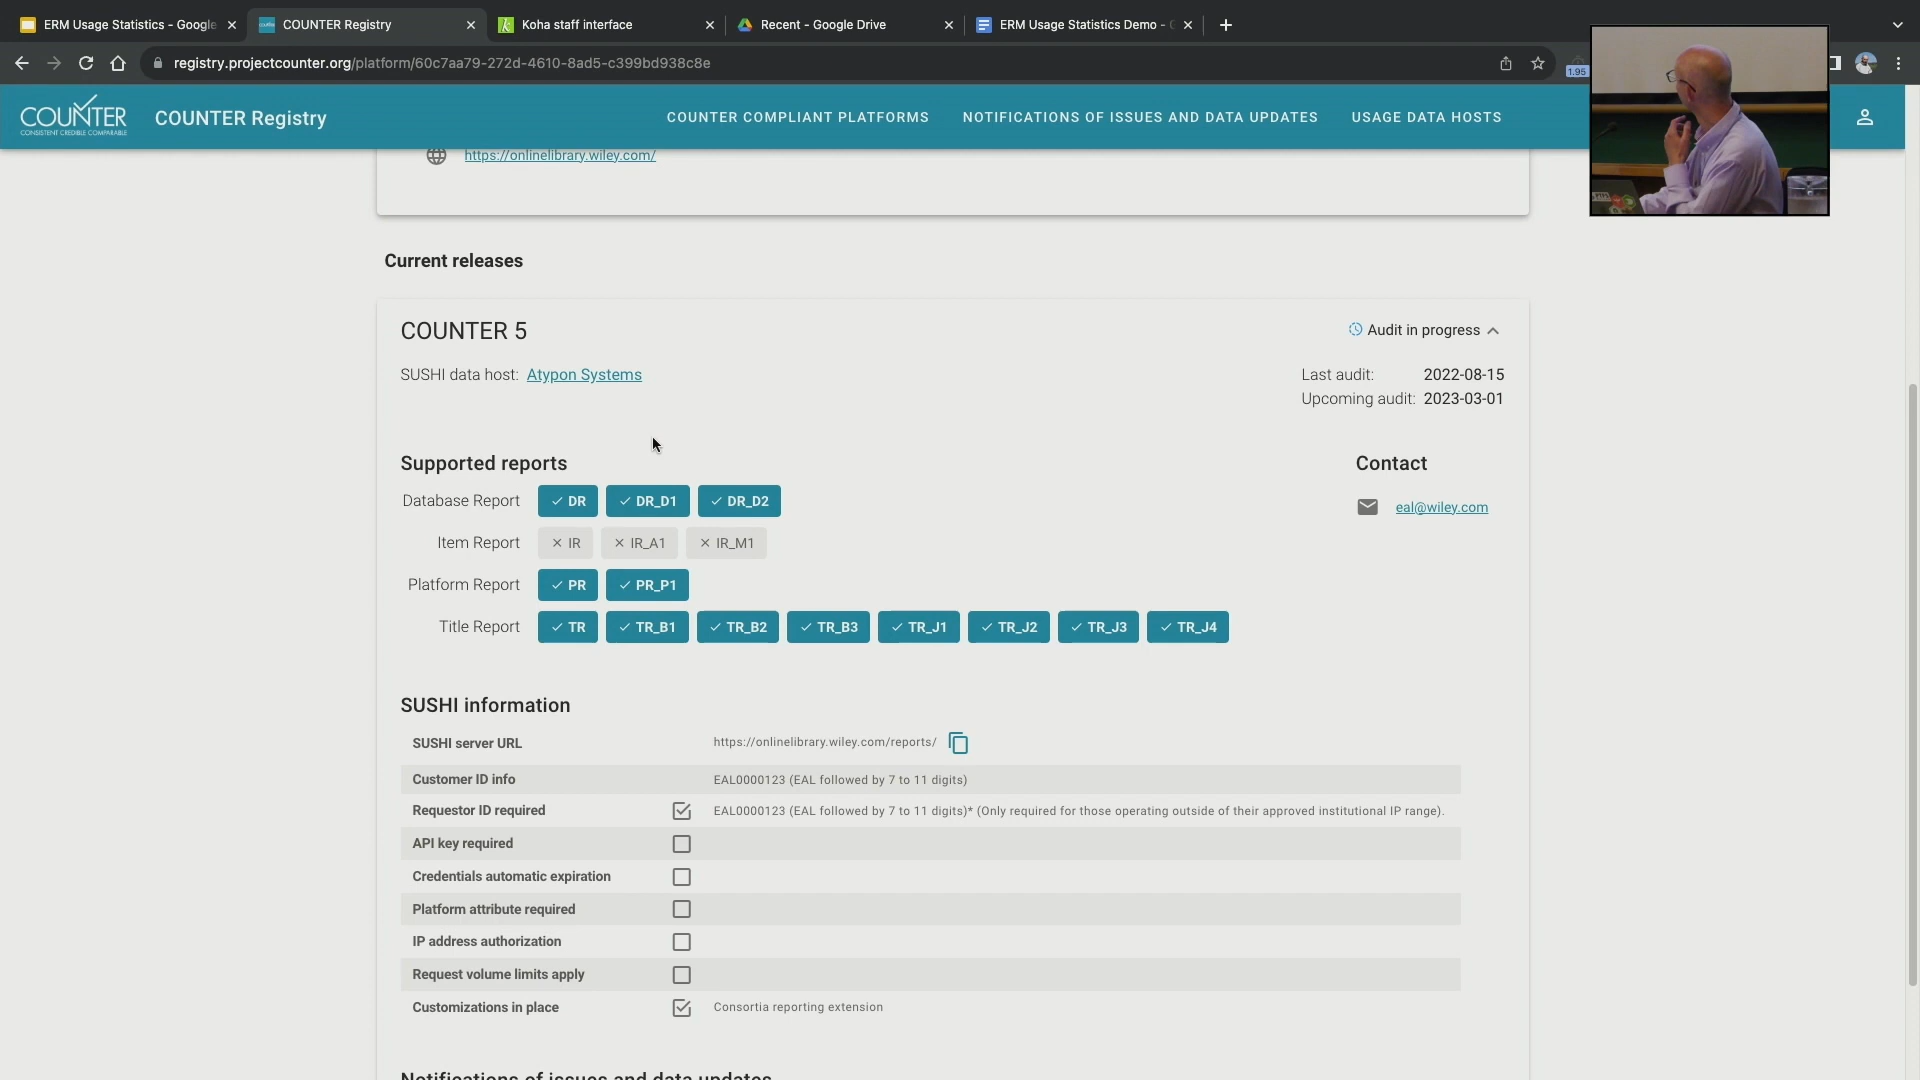 ERM Usage Statistics - Google
COUNTER Registry
Koha staff interface
Recent - Google Drive
ERM Usage Statistics Demo -
registry.projectcounter.org/platform/60c7aa79-272d-4610-8ad5-c399bd938c8e
1.95
COUNTER
CONSISTENT CREDIBLE COMPARABLE
COUNTER Registry
COUNTER COMPLIANT PLATFORMS
NOTIFICATIONS OF ISSUES AND DATA UPDATES
USAGE DATA HOSTS
https://onlinelibrary.wiley.com/
Current releases
COUNTER 5
Audit in progress
SUSHI data host: Atypon Systems
Last audit: 2022-08-15
Upcoming audit: 2023-03-01
Supported reports
Contact
Database Report DR DR_D1 DR_D2
eal@wiley.com
Item Report IR IR_A1 IR_M1
Platform Report PR PR_P1
Title Report TR TR_B1 TR_B2 TR_B3 TR_J1 TR_J2 TR_J3 TR_J4
SUSHI information
SUSHI server URL https://onlinelibrary.wiley.com/reports/
Customer ID info EAL0000123 (EAL followed by 7 to 11 digits)
Requestor ID required EAL0000123 (EAL followed by 7 to 11 digits)* (Only required for those operating outside of their approved institutional IP range).
API key required
Credentials automatic expiration
Platform attribute required
IP address authorization
Request volume limits apply
Customizations in place Consortia reporting extension
Notifications of issues and data updates